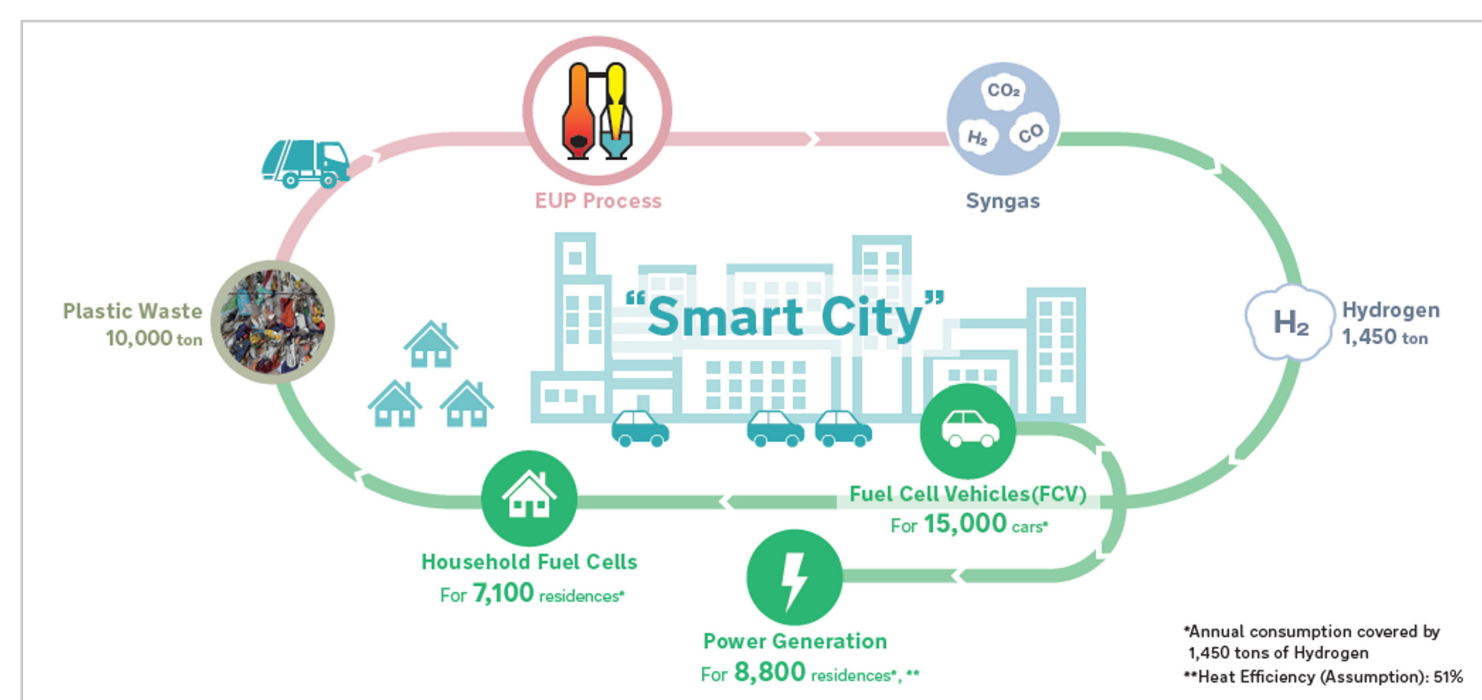 CO₂
H₂
CO
EUP Process
Syngas
Plastic Waste
10,000 ton
“Smart City”
H₂
Hydrogen
1,450 ton
Fuel Cell Vehicles(FCV)
For 15,000 cars*
Household Fuel Cells
For 7,100 residences*
Power Generation
For 8,800 residences*, **
*Annual consumption covered by
1,450 tons of Hydrogen
**Heat Efficiency (Assumption): 51%